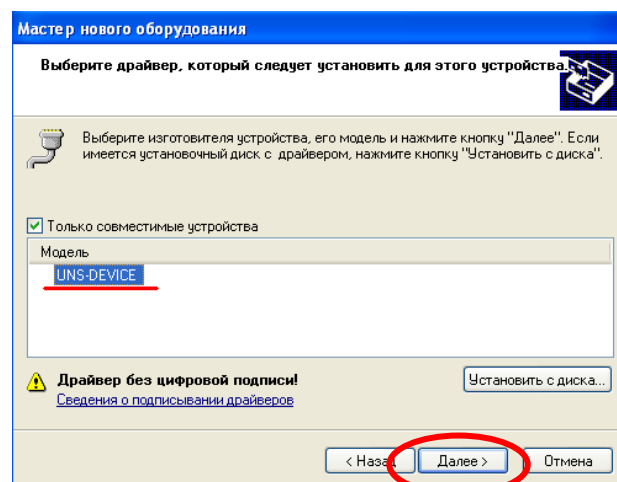 Мастер нового оборудования
Выберите драйвер, который следует установить для этого устройства.
Выберите изготовителя устройства, его модель и нажмите кнопку "Далее". Если
имеется установочный диск с драйвером, нажмите кнопку "Установить с диска".
Только совместимые устройства
Модель
UNS-DEVICE
Драйвер без цифровой подписи!
Установить с диска...
Сведения о подписывании драйверов
< Назад
Далее >
Отмена